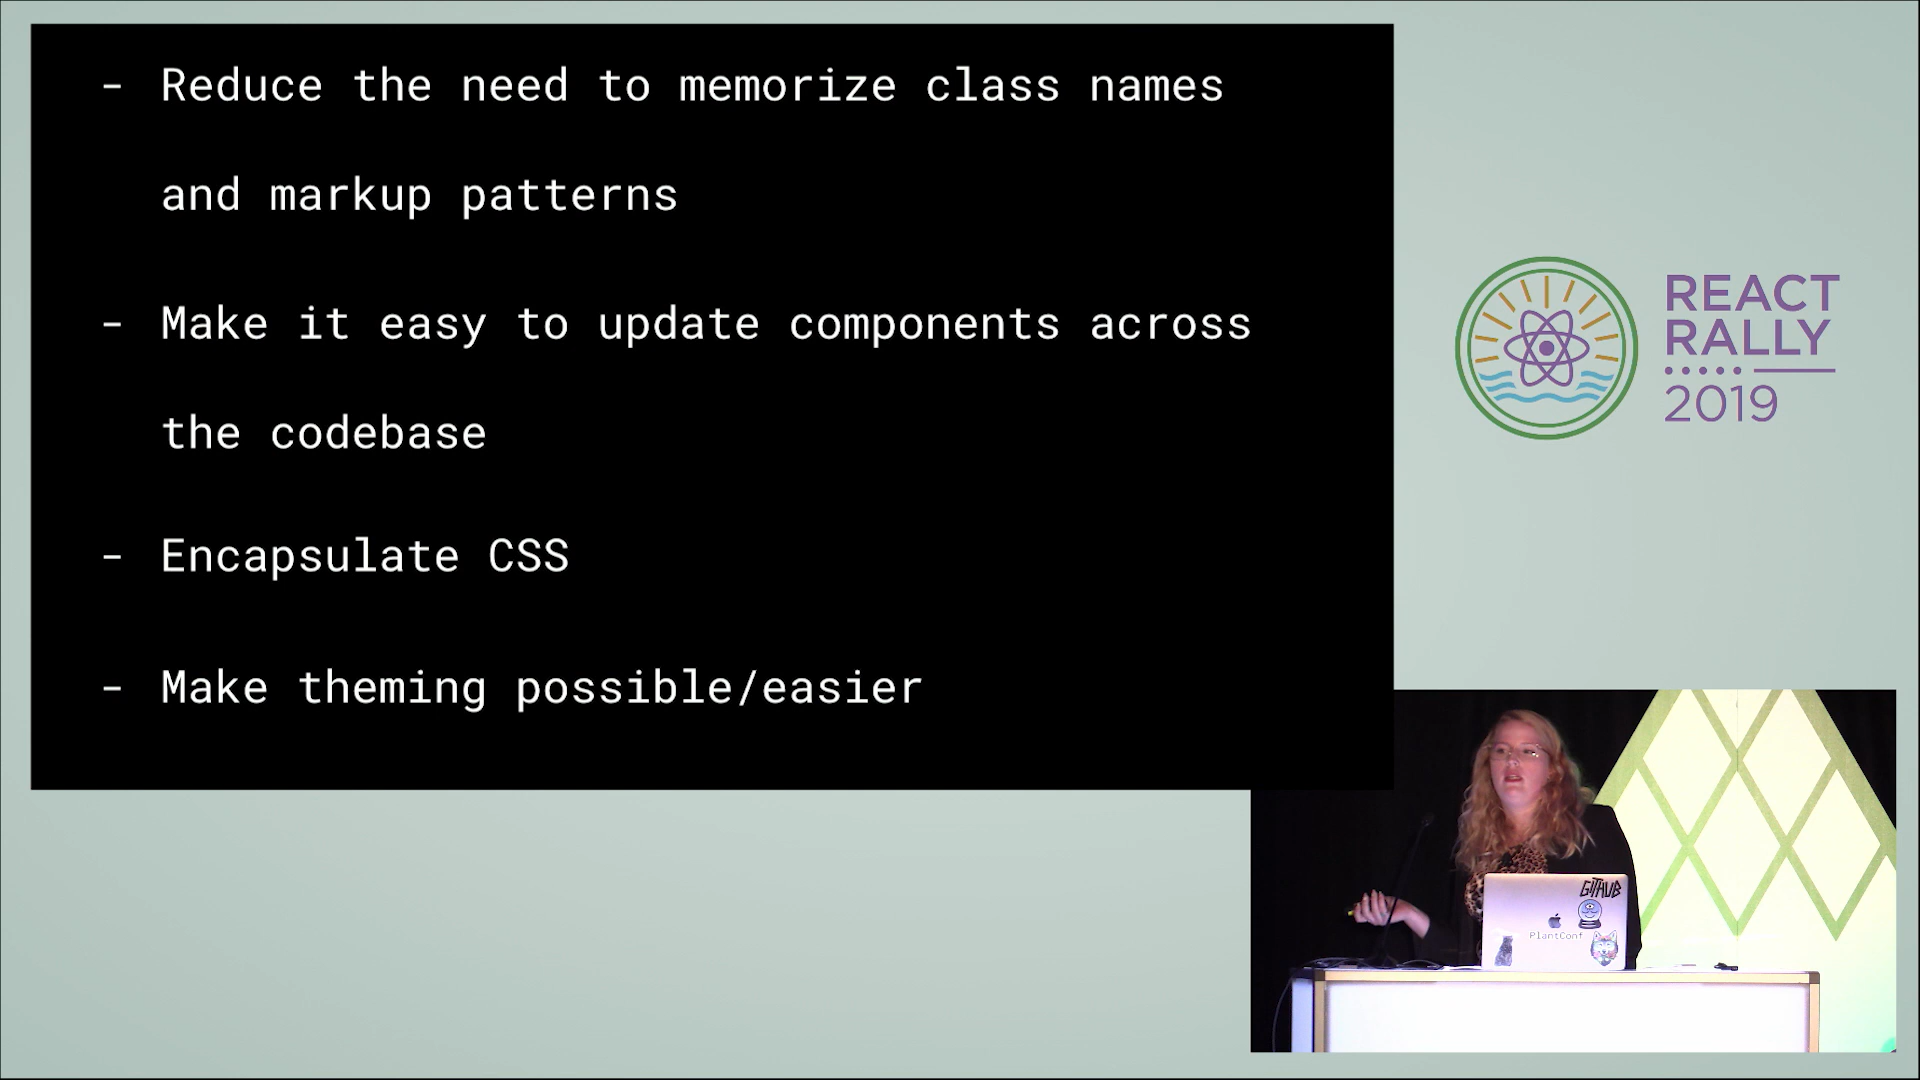 - Reduce the need to memorize class names
and markup patterns
- Make it easy to update components across
the codebase
- Encapsulate CSS
- Make theming possible/easier
REACT
RALLY
2019
GITHUB
PlantConf